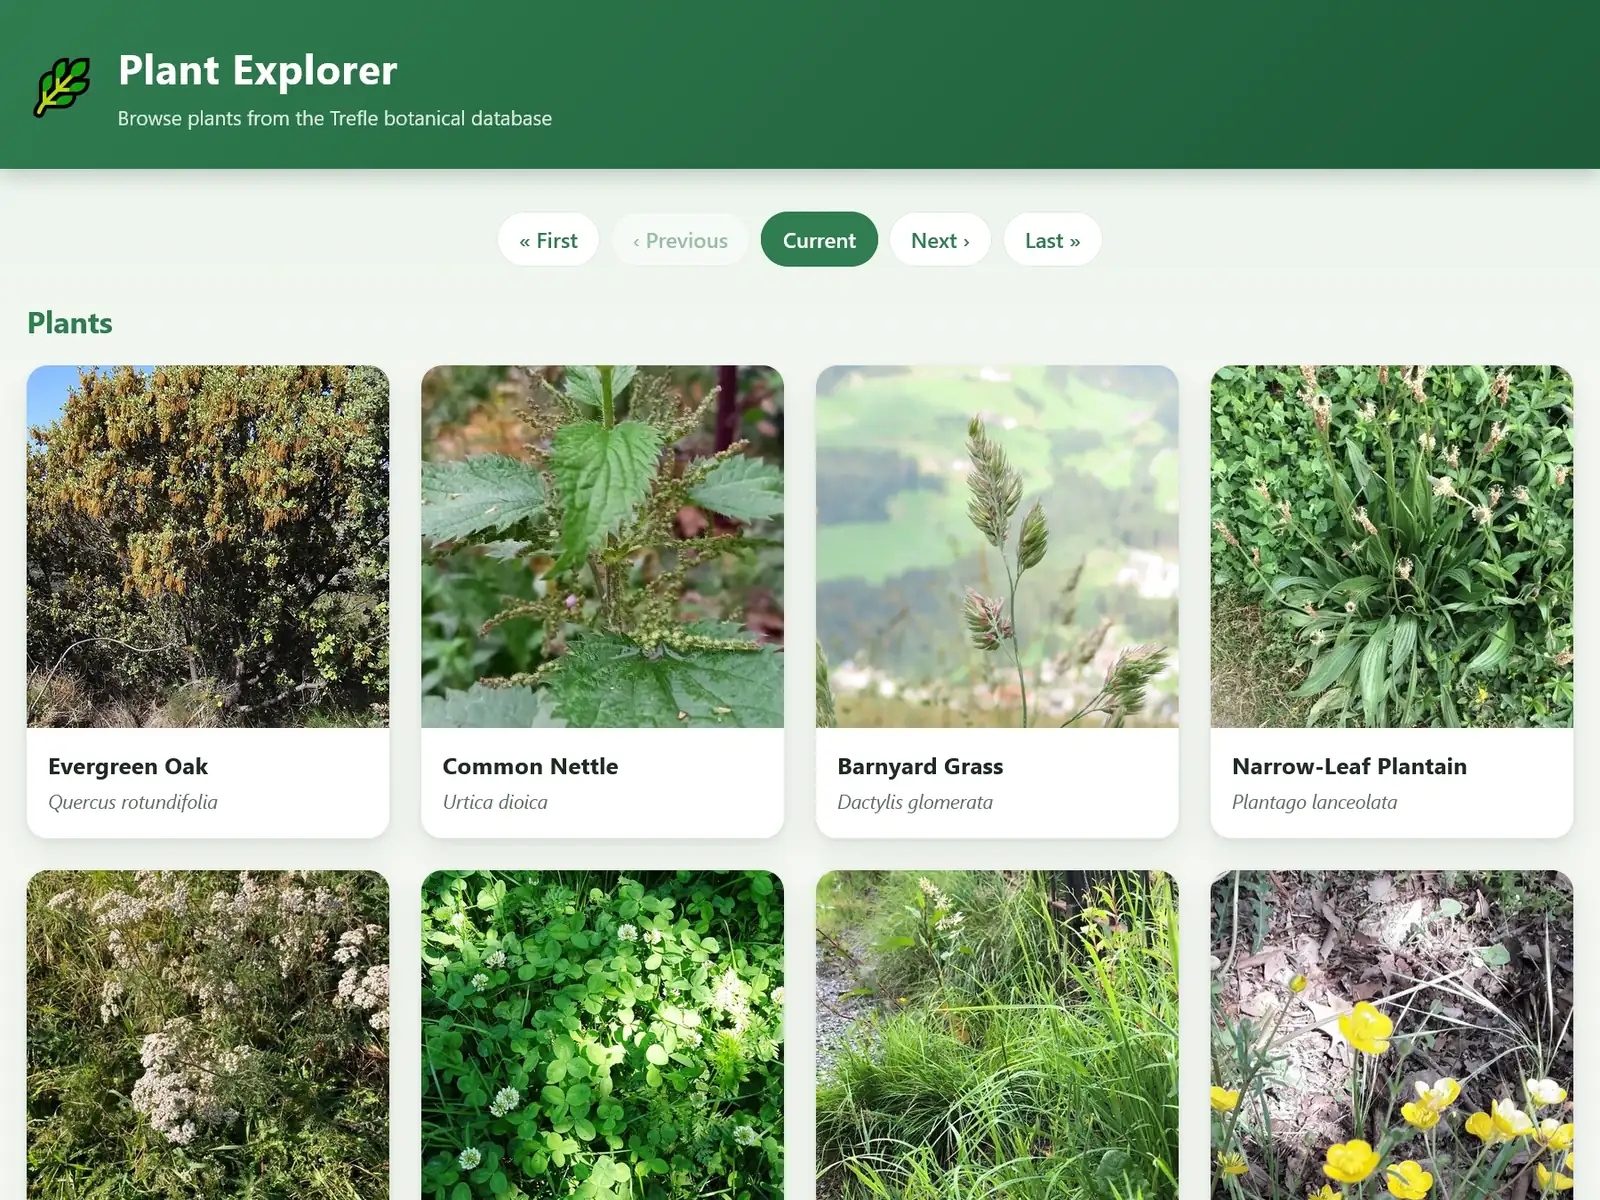 Plant Explorer
Browse plants from the Trefle botanical database
« First
‹ Previous
Current
Next ›
Last »
Plants
Evergreen Oak
Quercus rotundifolia
Common Nettle
Urtica dioica
Barnyard Grass
Dactylis glomerata
Narrow-Leaf Plantain
Plantago lanceolata